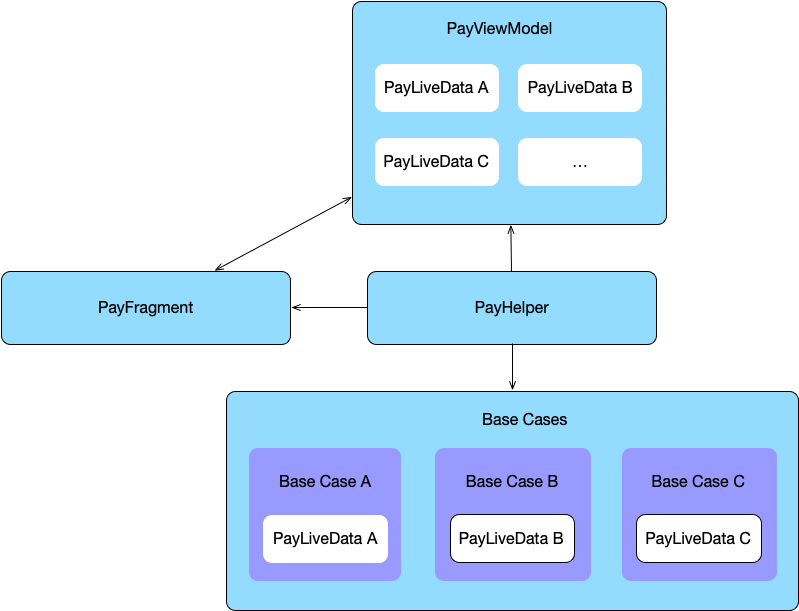 PayViewModel
PayLiveData A
PayLiveData B
PayLiveData C
...
PayFragment
PayHelper
Base Cases
Base Case A
Base Case B
Base Case C
PayLiveData A
PayLiveData B
PayLiveData C